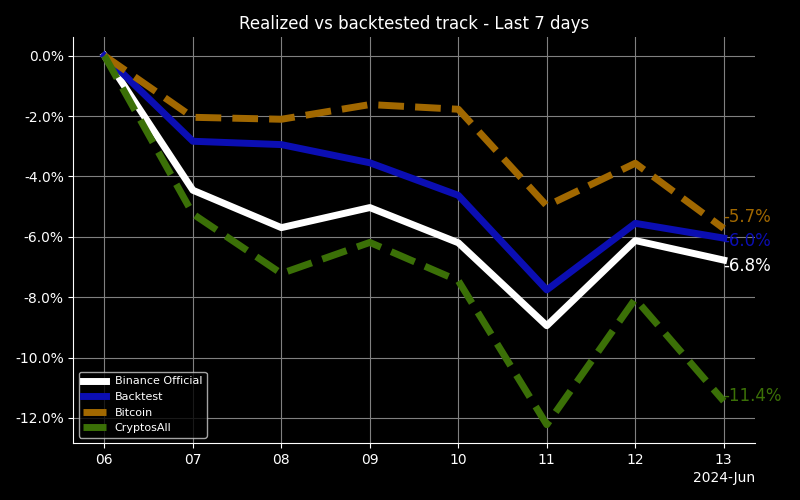 Realized vs backtested track - Last 7 days
0.0%
-2.0%
-4.0%
-6.0%
-8.0%
-10.0%
-12.0%
-5.7%
-6.0%
-6.8%
-11.4%
Binance Official
Backtest
Bitcoin
CryptosAll
06 07 08 09 10 11 12 13
2024-Jun